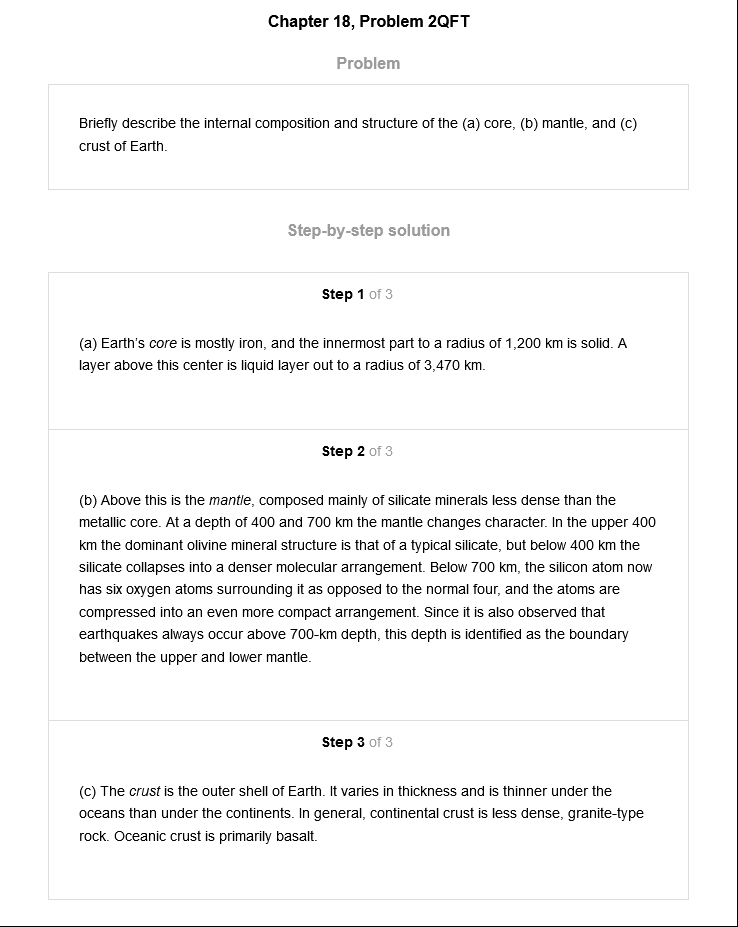 Chapter 18, Problem 2QFT
Problem
Briefly describe the internal composition and structure of the (a) core, (b) mantle, and (c)
crust of Earth.
Step-by-step solution
Step 1 of 3
(a) Earth's core is mostly iron, and the innermost part to a radius of 1,200 km is solid. A
layer above this center is liquid layer out to a radius of 3,470 km.
Step 2 of 3
(b) Above this is the mantle, composed mainly of silicate minerals less dense than the
metallic core. At a depth of 400 and 700 km the mantle changes character. In the upper 400
km the dominant olivine mineral structure is that of a typical silicate, but below 400 km the
silicate collapses into a denser molecular arrangement. Below 700 km, the silicon atom now
has six oxygen atoms surrounding it as opposed to the normal four, and the atoms are
compressed into an even more compact arrangement. Since it is also observed that
earthquakes always occur above 700-km depth, this depth is identified as the boundary
between the upper and lower mantle.
Step 3 of 3
(c) The crust is the outer shell of Earth. It varies in thickness and is thinner under the
oceans than under the continents. In general, continental crust is less dense, granite-type
rock. Oceanic crust is primarily basalt.